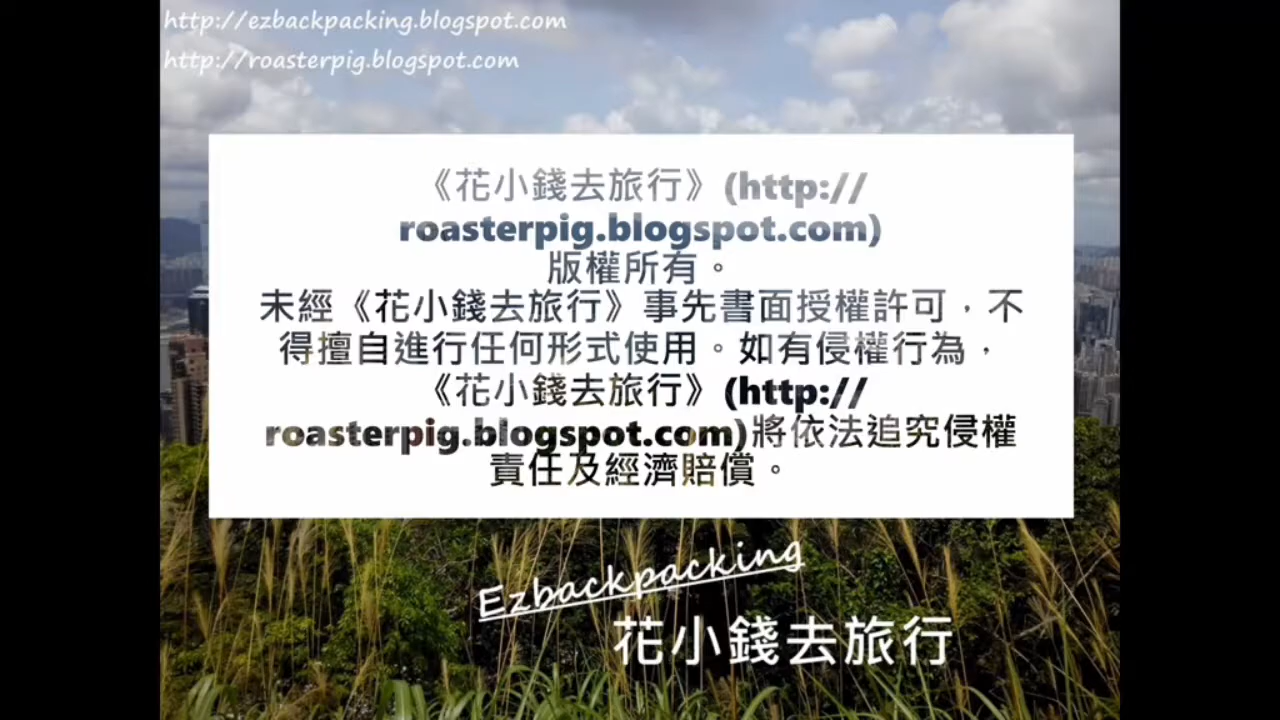 http://ezbackpacking.blogspot.com
http://roasterpig.blogspot.com
《花小錢去旅行》(http://
roasterpig.blogspot.com)
版權所有。
未經《花小錢去旅行》事先書面授權許可，不
得擅自進行任何形式使用。如有侵權行為，
《花小錢去旅行》(http://
roasterpig.blogspot.com)將依法追究侵權
責任及經濟賠償。
Ezbackpacking
花小錢去旅行